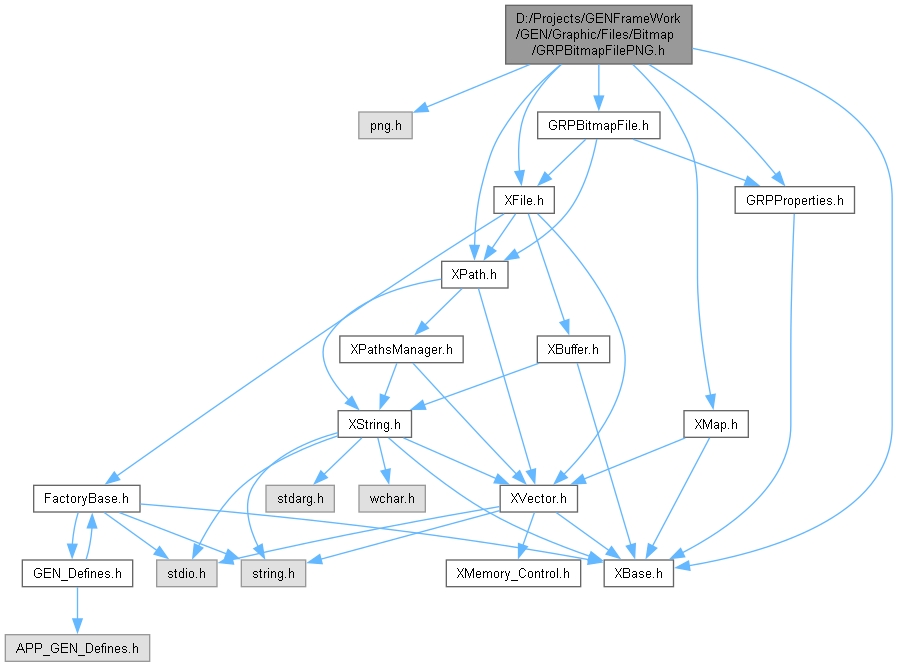 D:/Projects/GENFrameWork
/GEN/Graphic/Files/Bitmap
/GRPBitmapFilePNG.h
png.h
GRPBitmapFile.h
XFile.h
GRPProperties.h
XPath.h
XPathsManager.h
XBuffer.h
XString.h
XMap.h
FactoryBase.h
stdarg.h
wchar.h
XVector.h
GEN_Defines.h
stdio.h
string.h
XMemory_Control.h
XBase.h
APP_GEN_Defines.h